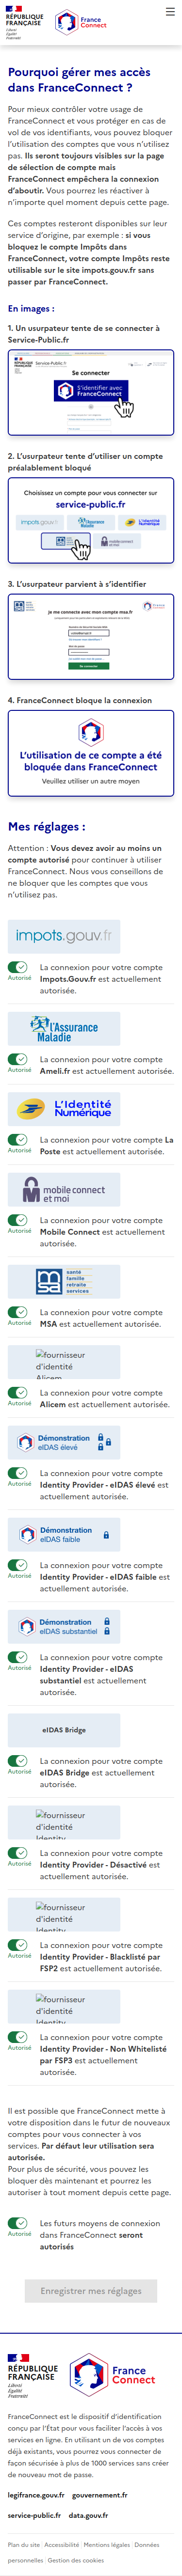 RÉPUBLIQUE
FRANÇAISE
Liberté
Égalité
Fraternité
France
Connect
Pourquoi gérer mes accès
dans FranceConnect ?
Pour mieux contrôler votre usage de
FranceConnect et vous protéger en cas de
vol de vos identifiants, vous pouvez bloquer
l'utilisation des comptes que vous n'utilisez
pas. Ils seront toujours visibles sur la page
de sélection de compte mais
FranceConnect empêchera la connexion
d'aboutir. Vous pourrez les réactiver à
n'importe quel moment depuis cette page.
Ces comptes resteront disponibles sur leur
service d'origine, par exemple : si vous
bloquez le compte Impôts dans
FranceConnect, votre compte Impôts reste
utilisable sur le site impots.gouv.fr sans
passer par FranceConnect.
En images :
1. Un usurpateur tente de se connecter à
Service-Public.fr
Se connecter
S'identifier avec
FranceConnect
2. L'usurpateur tente d'utiliser un compte
préalablement bloqué
Choisissez un compte pour vous connecter sur
service-public.fr
impots.gouv.fr
l'Assurance
Maladie
L'Identité
Numérique
mobile connect
et moi
3. L'usurpateur parvient à s'identifier
Je me connecte avec mon compte msa.fr
4. FranceConnect bloque la connexion
L'utilisation de ce compte a été
bloquée dans FranceConnect
Veuillez utiliser un autre moyen
Mes réglages :
Attention : Vous devez avoir au moins un
compte autorisé pour continuer à utiliser
FranceConnect. Nous vous conseillons de
ne bloquer que les comptes que vous
n'utilisez pas.
impots.gouv.fr
Autorisé
La connexion pour votre compte
Impots.Gouv.fr est actuellement
autorisée.
l'Assurance
Maladie
Autorisé
La connexion pour votre compte
Ameli.fr est actuellement autorisée.
L'Identité
Numérique
Autorisé
La connexion pour votre compte La
Poste est actuellement autorisée.
mobile connect
et moi
Autorisé
La connexion pour votre compte
Mobile Connect est actuellement
autorisée.
msa
santé
famille
retraite
services
Autorisé
La connexion pour votre compte
MSA est actuellement autorisée.
fournisseur
d'identité
Alicem
Autorisé
La connexion pour votre compte
Alicem est actuellement autorisée.
Démonstration
eIDAS élevé
Autorisé
La connexion pour votre compte
Identity Provider - eIDAS élevé est
actuellement autorisée.
Démonstration
eIDAS faible
Autorisé
La connexion pour votre compte
Identity Provider - eIDAS faible est
actuellement autorisée.
Démonstration
eIDAS substantiel
Autorisé
La connexion pour votre compte
Identity Provider - eIDAS
substantiel est actuellement
autorisée.
eIDAS Bridge
Autorisé
La connexion pour votre compte
eIDAS Bridge est actuellement
autorisée.
fournisseur
d'identité
Identity
Autorisé
La connexion pour votre compte
Identity Provider - Désactivé est
actuellement autorisée.
fournisseur
d'identité
Identity
Autorisé
La connexion pour votre compte
Identity Provider - Blacklisté par
FSP2 est actuellement autorisée.
fournisseur
d'identité
Identity
Autorisé
La connexion pour votre compte
Identity Provider - Non Whitelisté
par FSP3 est actuellement
autorisée.
Il est possible que FranceConnect mette à
votre disposition dans le futur de nouveaux
comptes pour vous connecter à vos
services. Par défaut leur utilisation sera
autorisée.
Pour plus de sécurité, vous pouvez les
bloquer dès maintenant et pourrez les
autoriser à tout moment depuis cette page.
Autorisé
Les futurs moyens de connexion
dans FranceConnect seront
autorisés
Enregistrer mes réglages
RÉPUBLIQUE
FRANÇAISE
Liberté
Égalité
Fraternité
France
Connect
FranceConnect est le dispositif d'identification
conçu par l'État pour vous faciliter l'accès à vos
services en ligne. En utilisant un de vos comptes
déjà existants, vous pourrez vous connecter de
façon sécurisée à plus de 1000 services sans créer
de nouveau mot de passe.
legifrance.gouv.fr gouvernement.fr
service-public.fr data.gouv.fr
Plan du site Accessibilité Mentions légales Données
personnelles Gestion des cookies